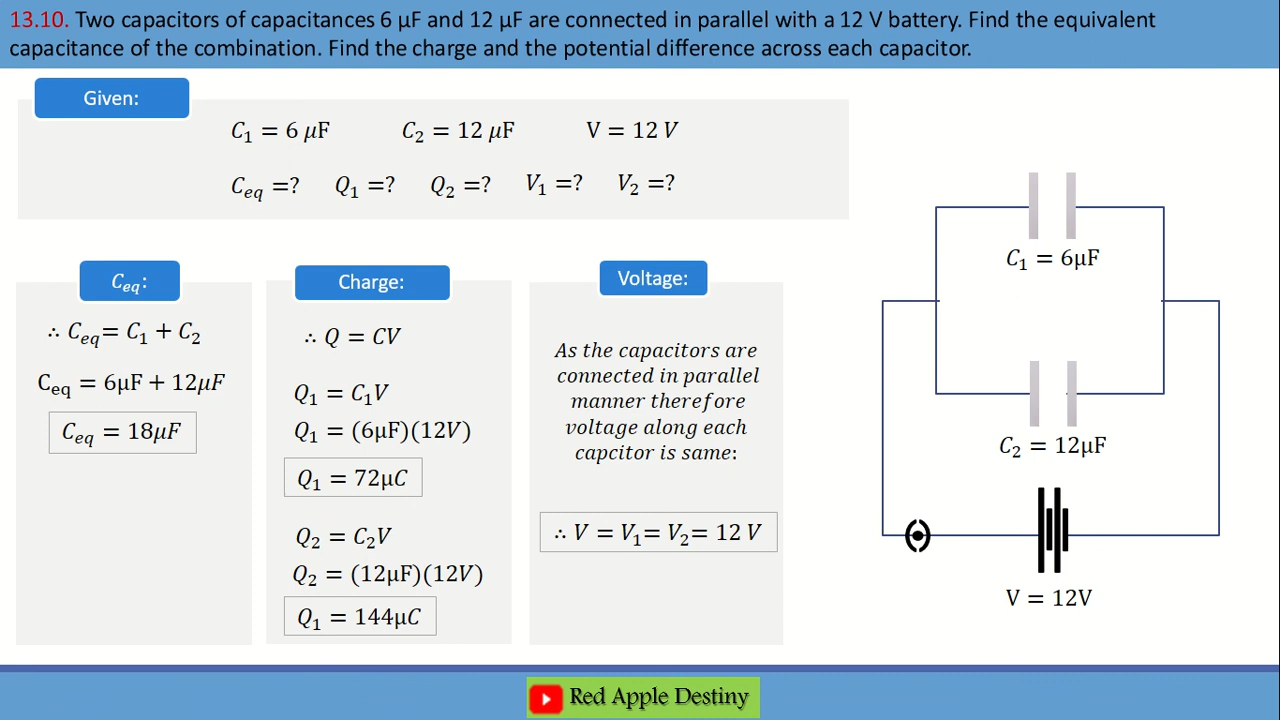 13.10. Two capacitors of capacitances 6 µF and 12 µF are connected in parallel with a 12 V battery. Find the equivalent
capacitance of the combination. Find the charge and the potential difference across each capacitor.
Given:
C₁ = 6 µF C₂ = 12 µF V = 12 V
C_eq =? Q₁ =? Q₂ =? V₁ =? V₂ =?
C_eq:
∴ C_eq = C₁ + C₂
C_eq = 6µF + 12µF
C_eq = 18µF
Charge:
∴ Q = CV
Q₁ = C₁V
Q₁ = (6µF)(12V)
Q₁ = 72µC
Q₂ = C₂V
Q₂ = (12µF)(12V)
Q₁ = 144µC
Voltage:
As the capacitors are
connected in parallel
manner therefore
voltage along each
capcitor is same:
∴ V = V₁ = V₂ = 12 V
C₁ = 6µF
C₂ = 12µF
V = 12V
Red Apple Destiny